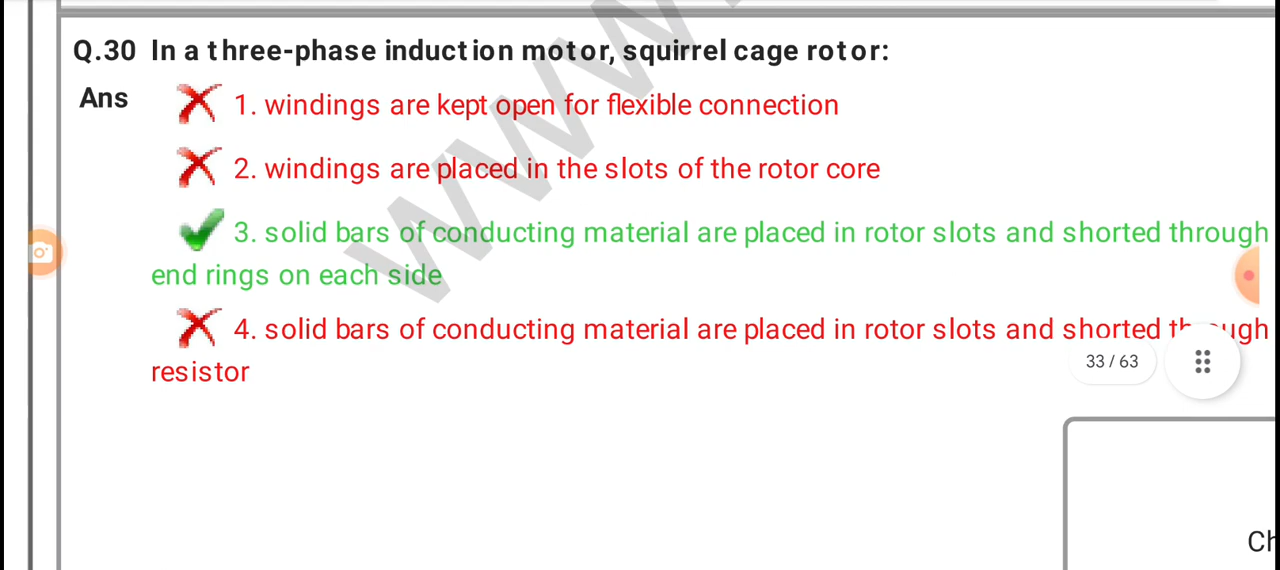 Q.30 In a three-phase induction motor, squirrel cage rotor:
Ans 1. windings are kept open for flexible connection
2. windings are placed in the slots of the rotor core
3. solid bars of conducting material are placed in rotor slots and shorted through
end rings on each side
4. solid bars of conducting material are placed in rotor slots and shorted through
resistor
33 / 63
www.